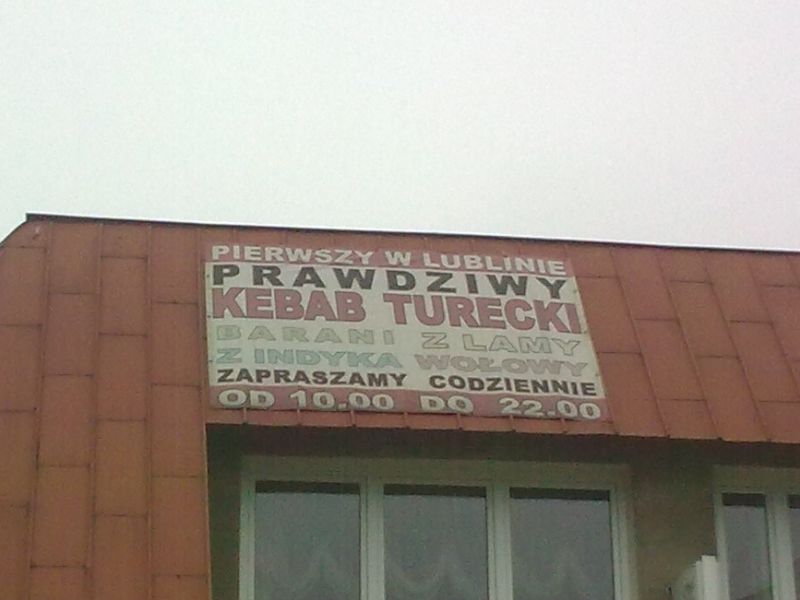 PIERWSZY W LUBLINIE
PRAWDZIWY
KEBAB TURECKI
BARANI Z LAMY
Z INDYKA WOŁOWY
ZAPRASZAMY CODZIENNIE
OD 10.00 DO 22.00